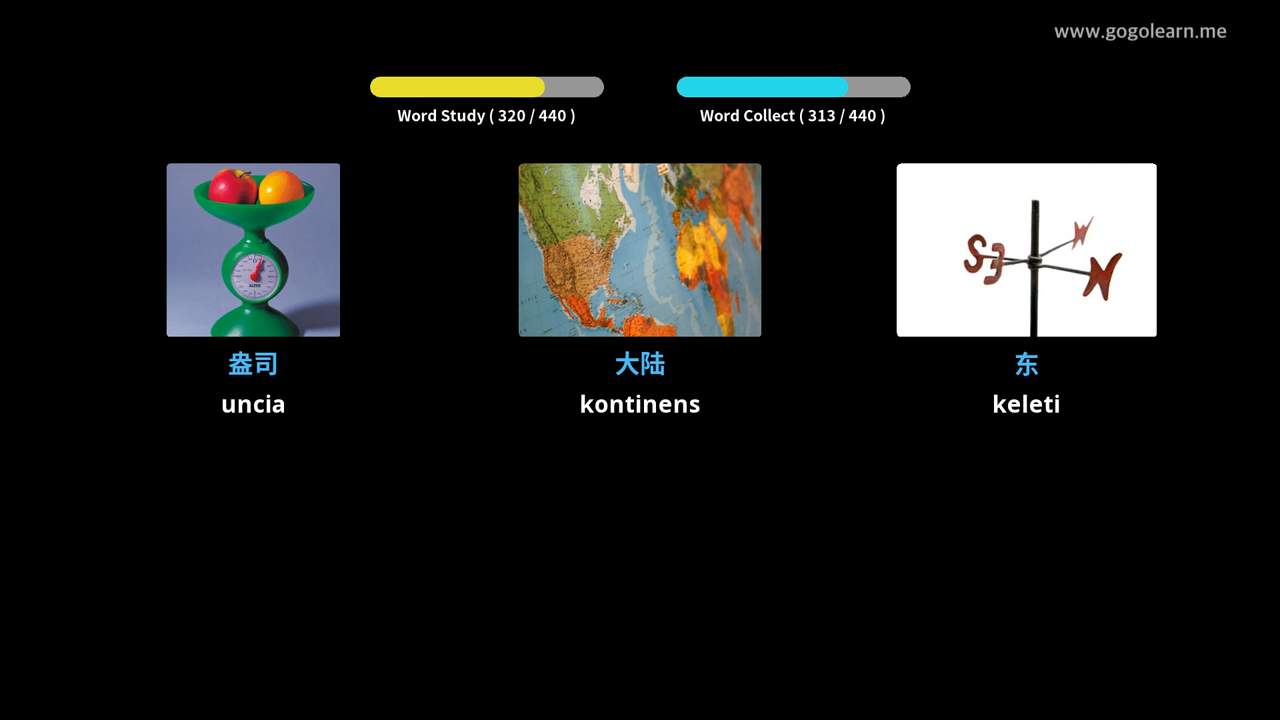 www.gogolearn.me
Word Study ( 320 / 440 )
Word Collect ( 313 / 440 )
盎司
大陆
东
uncia
kontinens
keleti